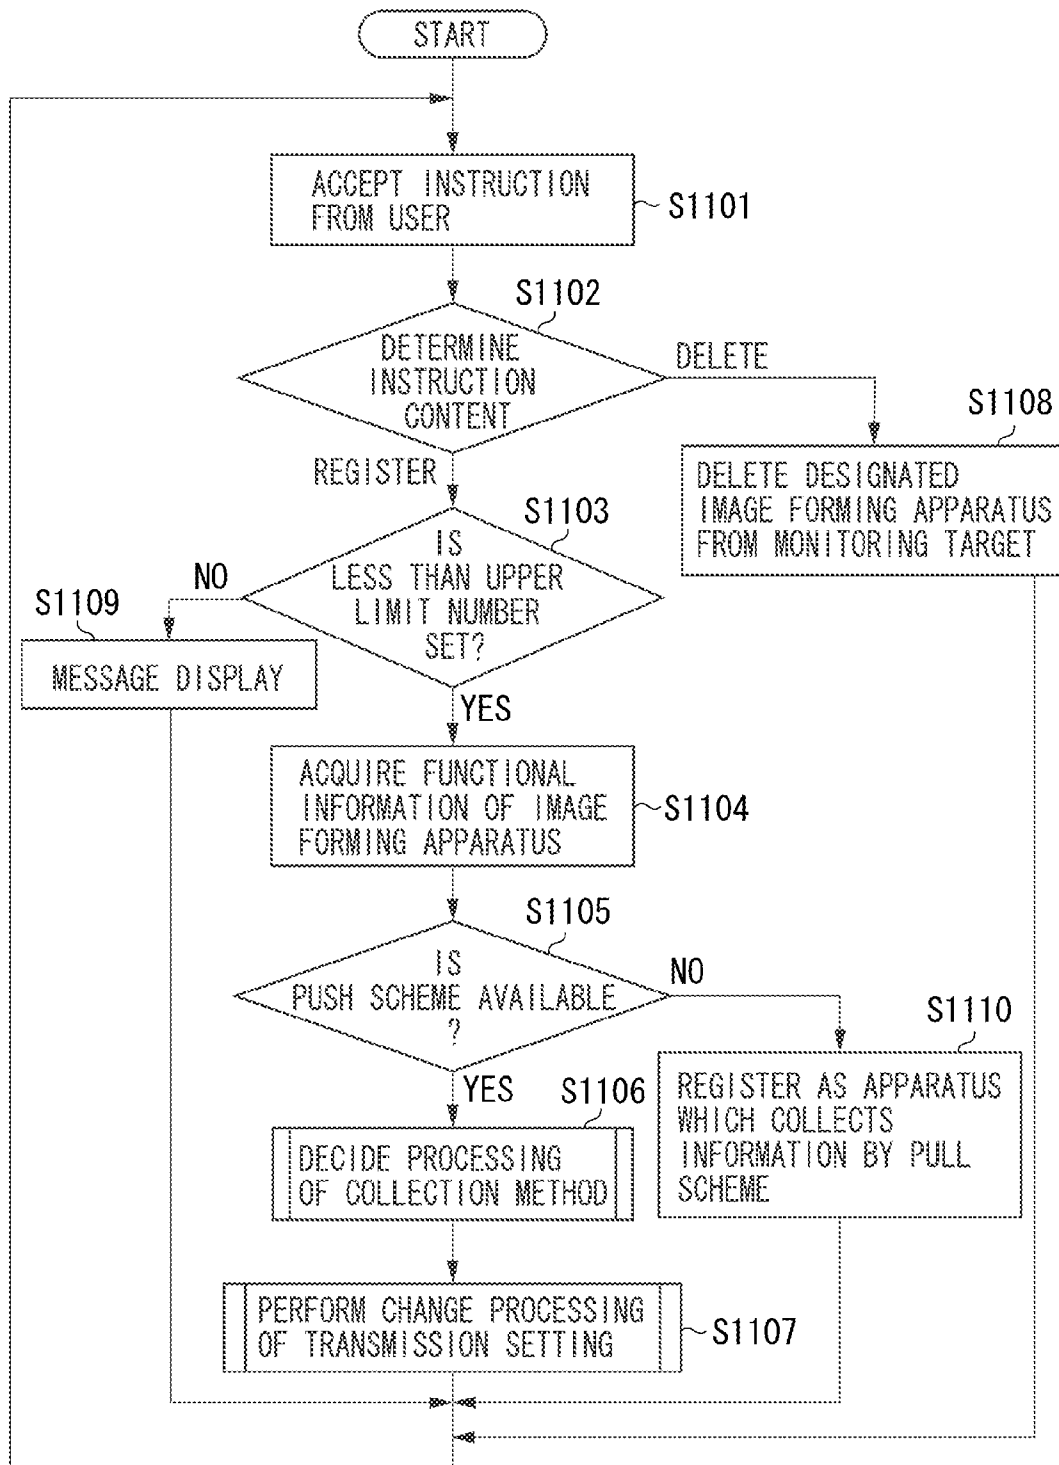 START
ACCEPT INSTRUCTION
FROM USER
S1101
S1102
DETERMINE
INSTRUCTION
CONTENT
DELETE
S1108
DELETE DESIGNATED
IMAGE FORMING APPARATUS
FROM MONITORING TARGET
REGISTER
S1103
IS
LESS THAN UPPER
LIMIT NUMBER
SET?
NO
S1109
MESSAGE DISPLAY
YES
ACQUIRE FUNCTIONAL
INFORMATION OF IMAGE
FORMING APPARATUS
S1104
S1105
IS
PUSH SCHEME AVAILABLE
?
NO
S1110
REGISTER AS APPARATUS
WHICH COLLECTS
INFORMATION BY PULL
SCHEME
YES
S1106
DECIDE PROCESSING
OF COLLECTION METHOD
PERFORM CHANGE PROCESSING
OF TRANSMISSION SETTING
S1107